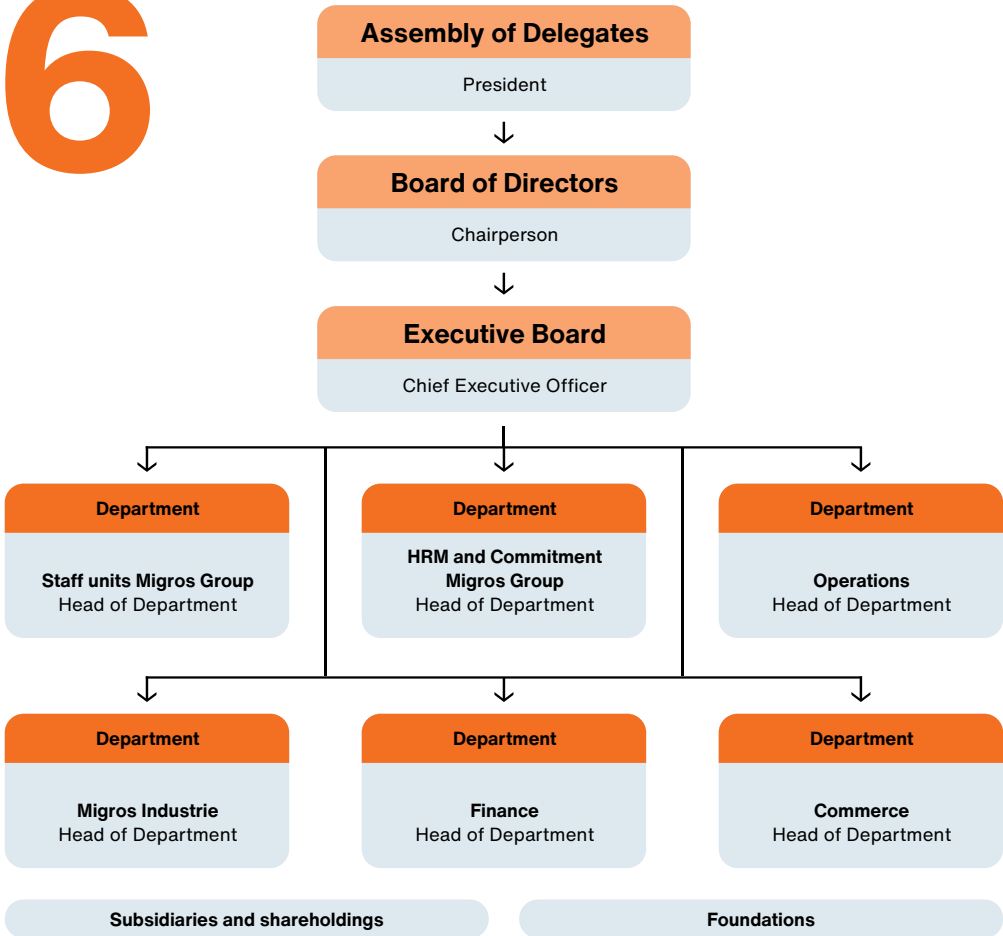 6
Assembly of Delegates
President
Board of Directors
Chairperson
Executive Board
Chief Executive Officer
Department
Staff units Migros Group
Head of Department
Department
HRM and Commitment
Migros Group
Head of Department
Department
Operations
Head of Department
Department
Migros Industrie
Head of Department
Department
Finance
Head of Department
Department
Commerce
Head of Department
Subsidiaries and shareholdings
Foundations